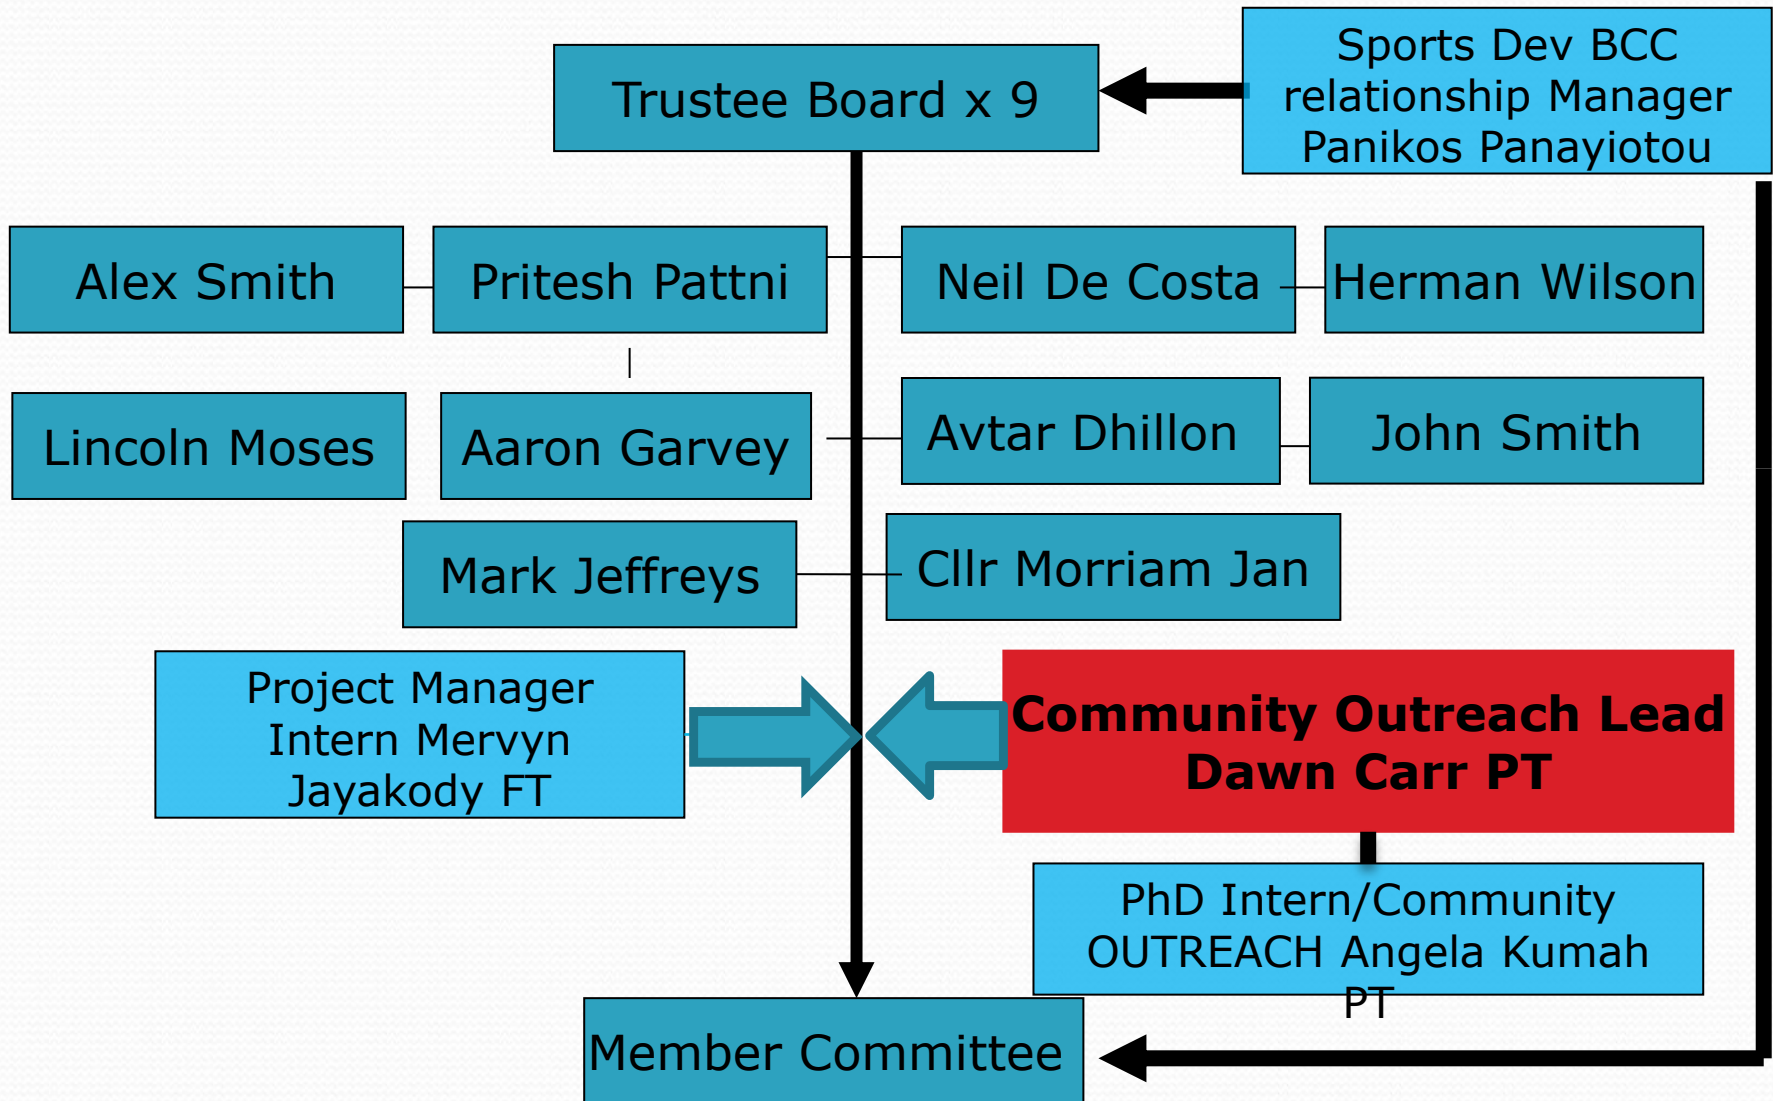 Sports Dev BCC
relationship Manager
Panikos Panayiotou
Trustee Board x 9
Alex Smith
Pritesh Pattni
Neil De Costa
Herman Wilson
Lincoln Moses
Aaron Garvey
Avtar Dhillon
John Smith
Mark Jeffreys
Cllr Morriam Jan
Project Manager
Intern Mervyn
Jayakody FT
Community Outreach Lead
Dawn Carr PT
PhD Intern/Community
OUTREACH Angela Kumah
PT
Member Committee